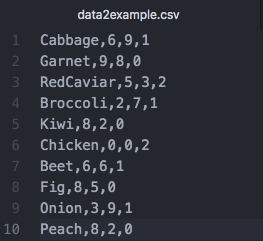 data2example.csv
1 Cabbage,6,9,1
2 Garnet,9,8,0
3 RedCaviar,5,3,2
4 Broccoli,2,7,1
5 Kiwi,8,2,0
6 Chicken,0,0,2
7 Beet,6,6,1
8 Fig,8,5,0
9 Onion,3,9,1
10 Peach,8,2,0